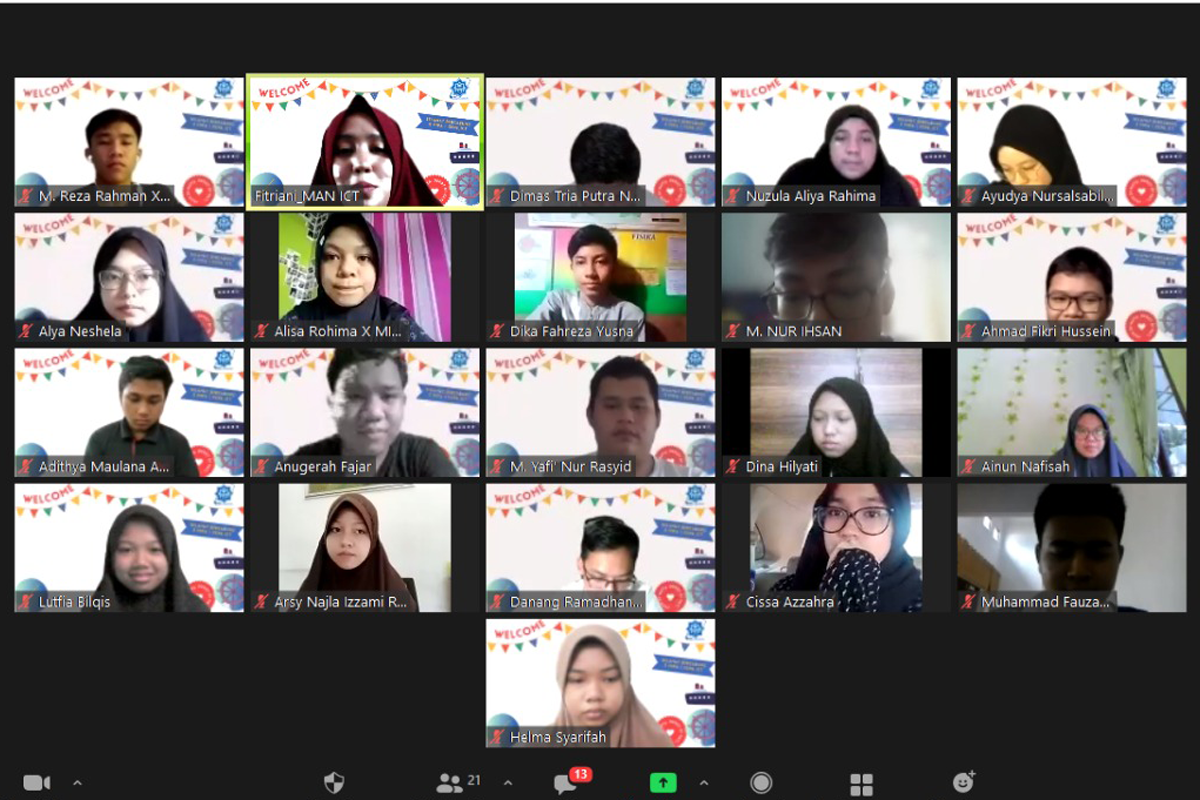 WELCOME
M. Reza Rahman X...
WELCOME
Fitriani_MAN ICT
WELCOME
Dimas Tria Putra N...
WELCOME
Nuzula Aliya Rahima
WELCOME
Ayudya Nursalsabil...
WELCOME
Alya Neshela
Alisa Rohima X MI...
FISIKA
Dika Fahreza Yusna
M. NUR IHSAN
WELCOME
Ahmad Fikri Hussein
WELCOME
Adithya Maulana A...
WELCOME
Anugerah Fajar
WELCOME
M. Yafi' Nur Rasyid
Dina Hilyati
Ainun Nafisah
WELCOME
Lutfia Bilqis
Arsy Najla Izzami R...
WELCOME
Danang Ramadhan...
Cissa Azzahra
Muhammad Fauza...
WELCOME
Helma Syarifah
21
13